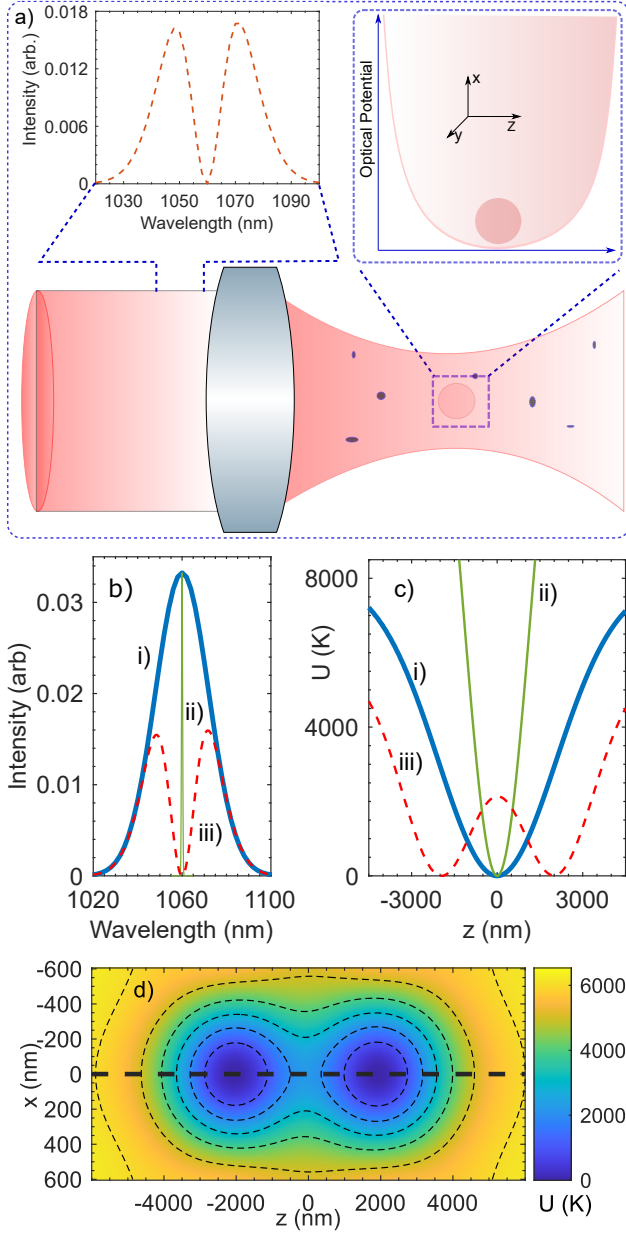 a)
Intensity (arb.)
0.018
0.012
0.006
0
1030 1050 1070 1090
Wavelength (nm)
Optical Potential
x
y
z
b)
Intensity (arb)
0.03
0.02
0.01
0
i)
ii)
iii)
1020 1060 1100
Wavelength (nm)
c)
U (K)
8000
4000
0
i)
ii)
iii)
-3000 0 3000
z (nm)
d)
x (nm)
-600
-400
-200
0
200
400
600
-4000 -2000 0 2000 4000
z (nm)
6000
4000
2000
0
U (K)